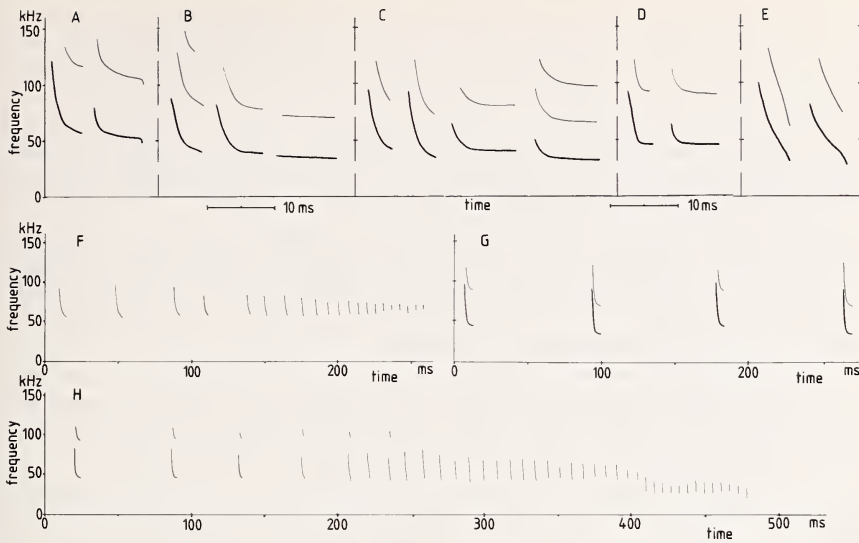 kHz A B C D E
150
100
50
0
frequency
10 ms time 10 ms
kHz F G
150
100
50
0
frequency
100 200 ms 0 100 200 ms
time time
kHz H
150
100
50
0
frequency
100 200 300 400 500 ms
time